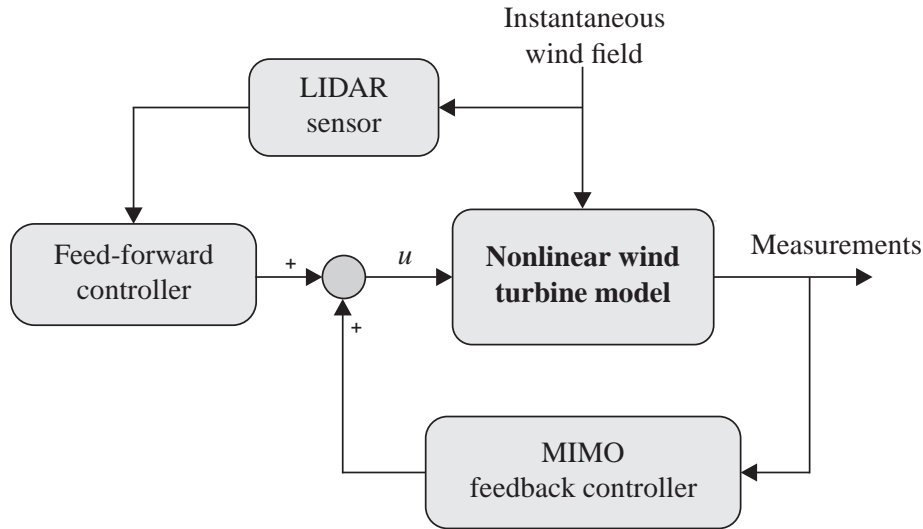 Instantaneous
wind field
LIDAR
sensor
Feed-forward
controller
+
u
Nonlinear wind
turbine model
Measurements
+
MIMO
feedback controller